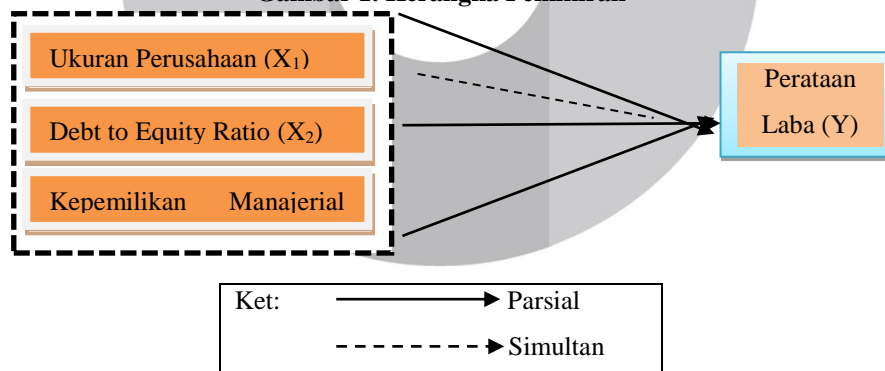 Ukuran Perusahaan (X₁)
Debt to Equity Ratio (X₂)
Kepemilikan Manajerial
Perataan
Laba (Y)
Ket: Parsial
Simultan